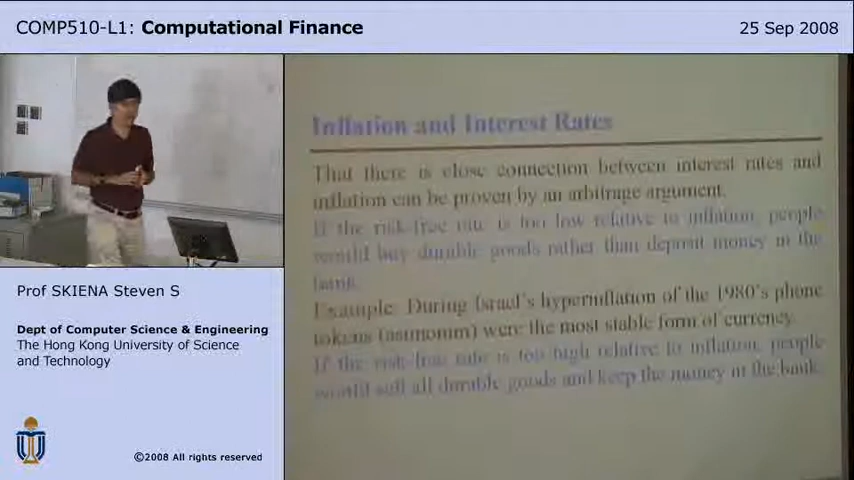 COMP510-L1: Computational Finance
25 Sep 2008
Inflation and Interest Rates
That there is close connection between interest rates and
inflation can be proven by an arbitrage argument.
If the risk-free rate is too low relative to inflation, people
would buy durable goods rather than deposit money in the
bank.
Example: During Israel's hyperinflation of the 1980's phone
tokens (asimonim) were the most stable form of currency.
If the risk-free rate is too high relative to inflation, people
would sell all durable goods and keep the money in the bank.
Prof SKIENA Steven S
Dept of Computer Science & Engineering
The Hong Kong University of Science
and Technology
©2008 All rights reserved